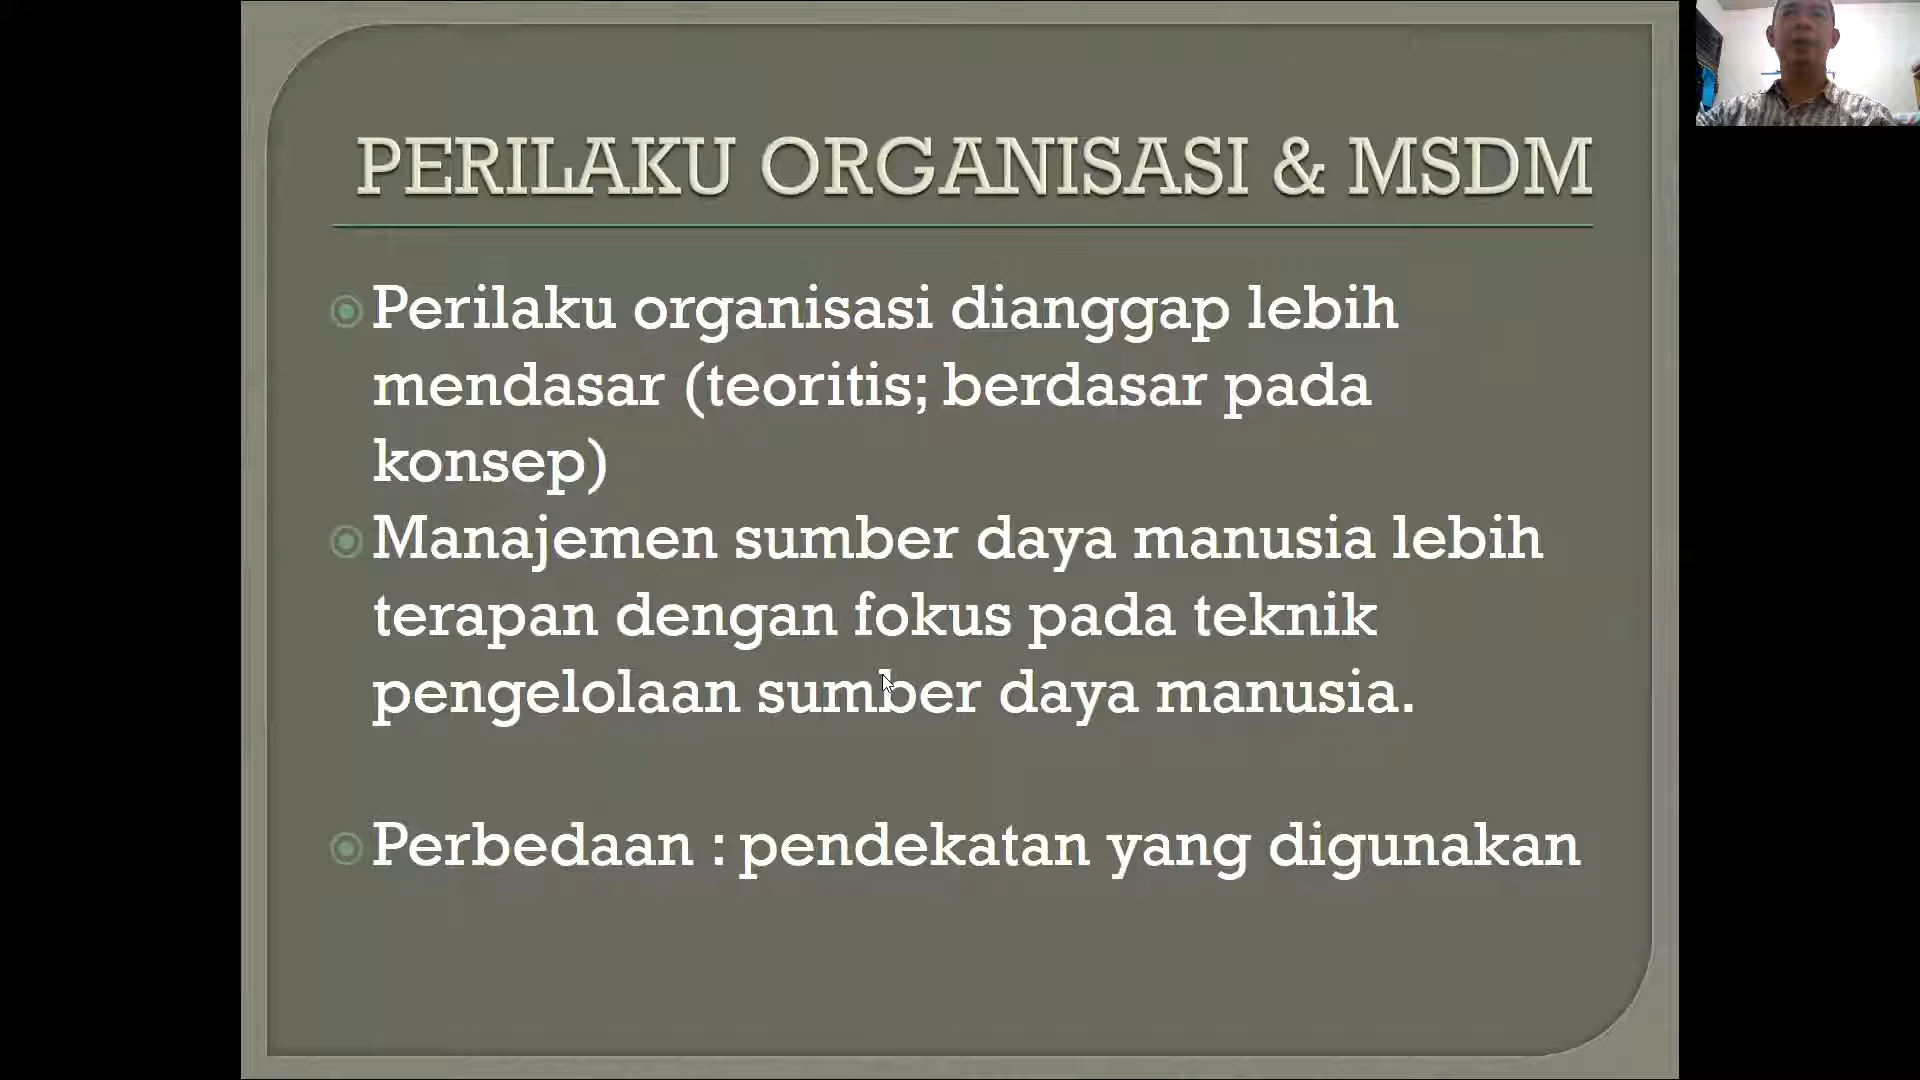 PERILAKU ORGANISASI & MSDM
Perilaku organisasi dianggap lebih
mendasar (teoritis; berdasar pada
konsep)
Manajemen sumber daya manusia lebih
terapan dengan fokus pada teknik
pengelolaan sumber daya manusia.
Perbedaan : pendekatan yang digunakan